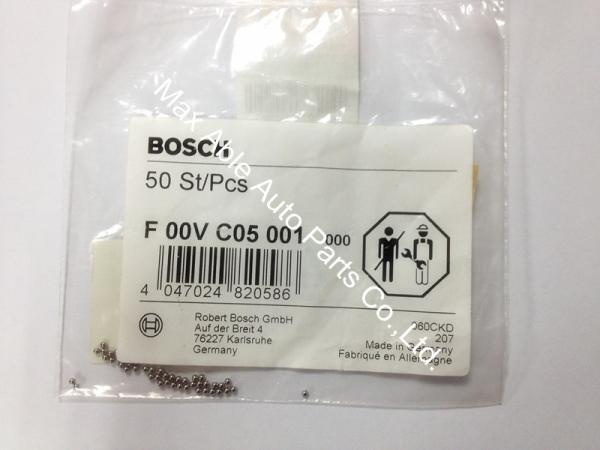 BOSCH
50 St/Pcs
F 00V C05 001 000
4 047024 820586
Robert Bosch GmbH
Auf der Breit 4
76227 Karlsruhe
Germany
060CKD
207
Made in Germany
Fabriqué en Allemagne
Max Able Auto Parts Co., Ltd.